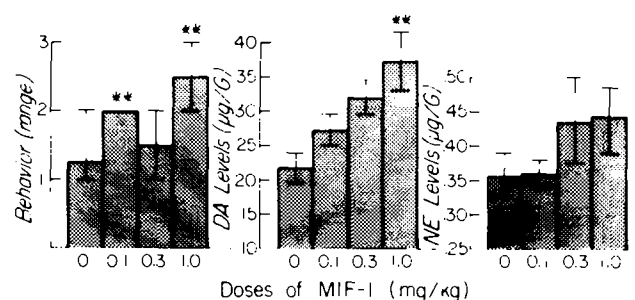 Behavior (range)
3
2
1
**
**
0 0.1 0.3 1.0
DA Levels (µg/G)
40
35
30
25
20
15
10
**
0 0.1 0.3 1.0
NE Levels (µg/G)
.50
.45
.40
.35
.30
.25
0 0.1 0.3 1.0
Doses of MIF-1 (mg/kg)